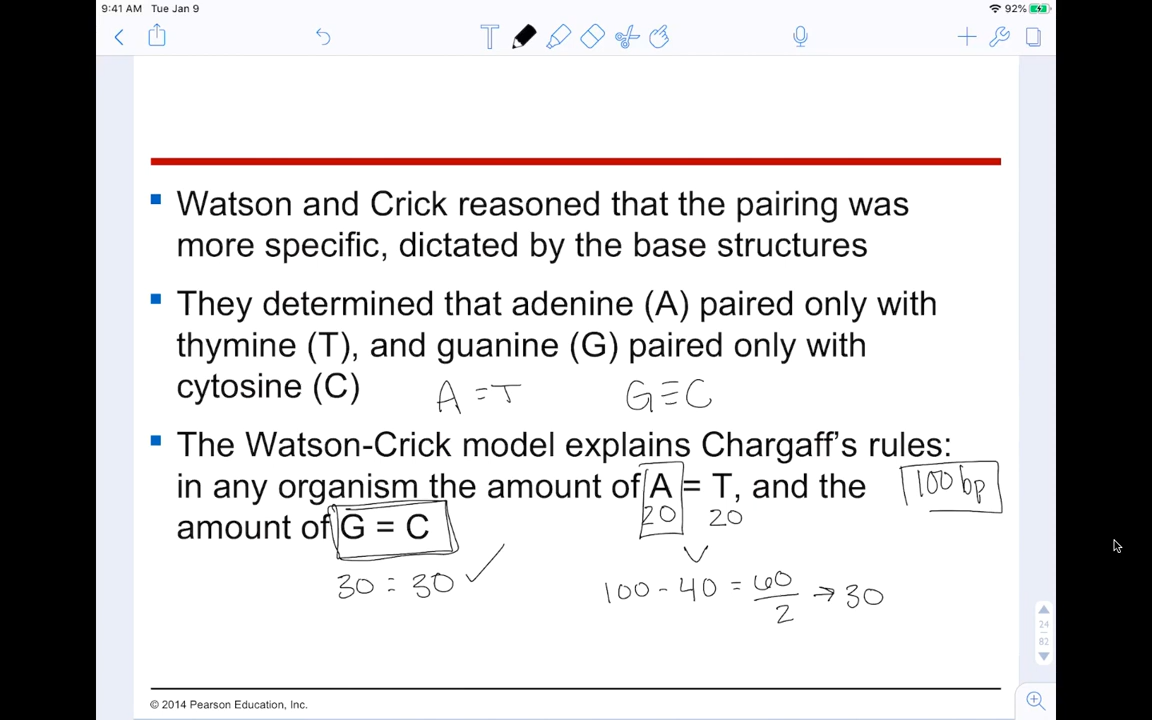 9:41 AM Tue Jan 9
92%
Watson and Crick reasoned that the pairing was
more specific, dictated by the base structures
They determined that adenine (A) paired only with
thymine (T), and guanine (G) paired only with
cytosine (C)
A = T G ≡ C
The Watson-Crick model explains Chargaff's rules:
in any organism the amount of A = T, and the
100 bp
amount of G = C
20 20
30 = 30 ✓
100 - 40 = 60/2 → 30
24
82
© 2014 Pearson Education, Inc.